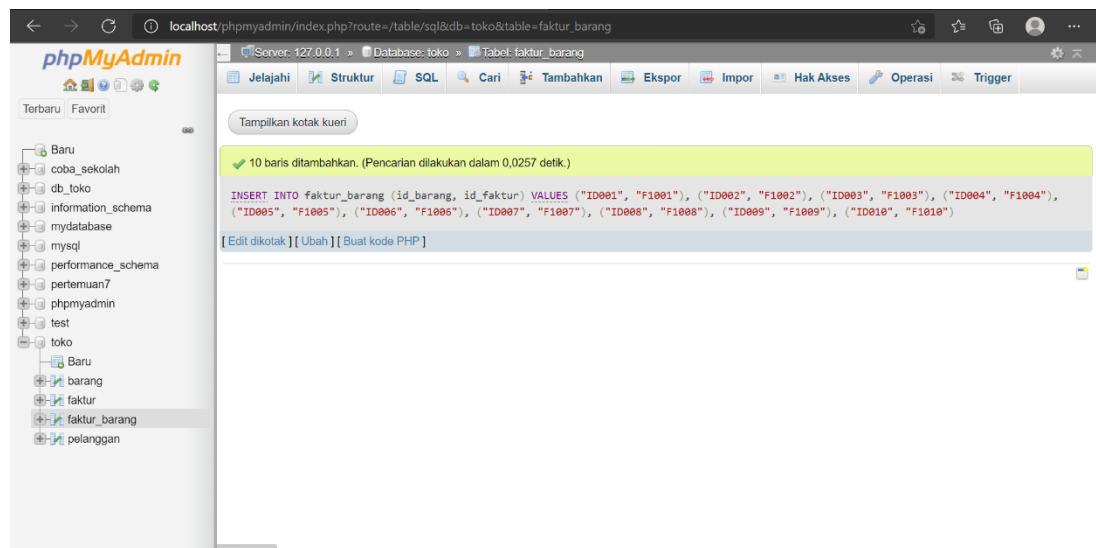 localhost/phpmyadmin/index.php?route=/table/sql&db=toko&table=faktur_barang
phpMyAdmin
Terbaru Favorit
Baru
coba_sekolah
db_toko
information_schema
mydatabase
mysql
performance_schema
pertemuan7
phpmyadmin
test
toko
Baru
barang
faktur
faktur_barang
pelanggan
Server: 127.0.0.1 » Database: toko » Tabel: faktur_barang
Jelajahi Struktur SQL Cari Tambahkan Ekspor Impor Hak Akses Operasi Trigger
Tampilkan kotak kueri
10 baris ditambahkan. (Pencarian dilakukan dalam 0,0257 detik.)
INSERT INTO faktur_barang (id_barang, id_faktur) VALUES ("ID001", "F1001"), ("ID002", "F1002"), ("ID003", "F1003"), ("ID004", "F1004"),
("ID005", "F1005"), ("ID006", "F1006"), ("ID007", "F1007"), ("ID008", "F1008"), ("ID009", "F1009"), ("ID010", "F1010")
[ Edit dikotak ] [ Ubah ] [ Buat kode PHP ]